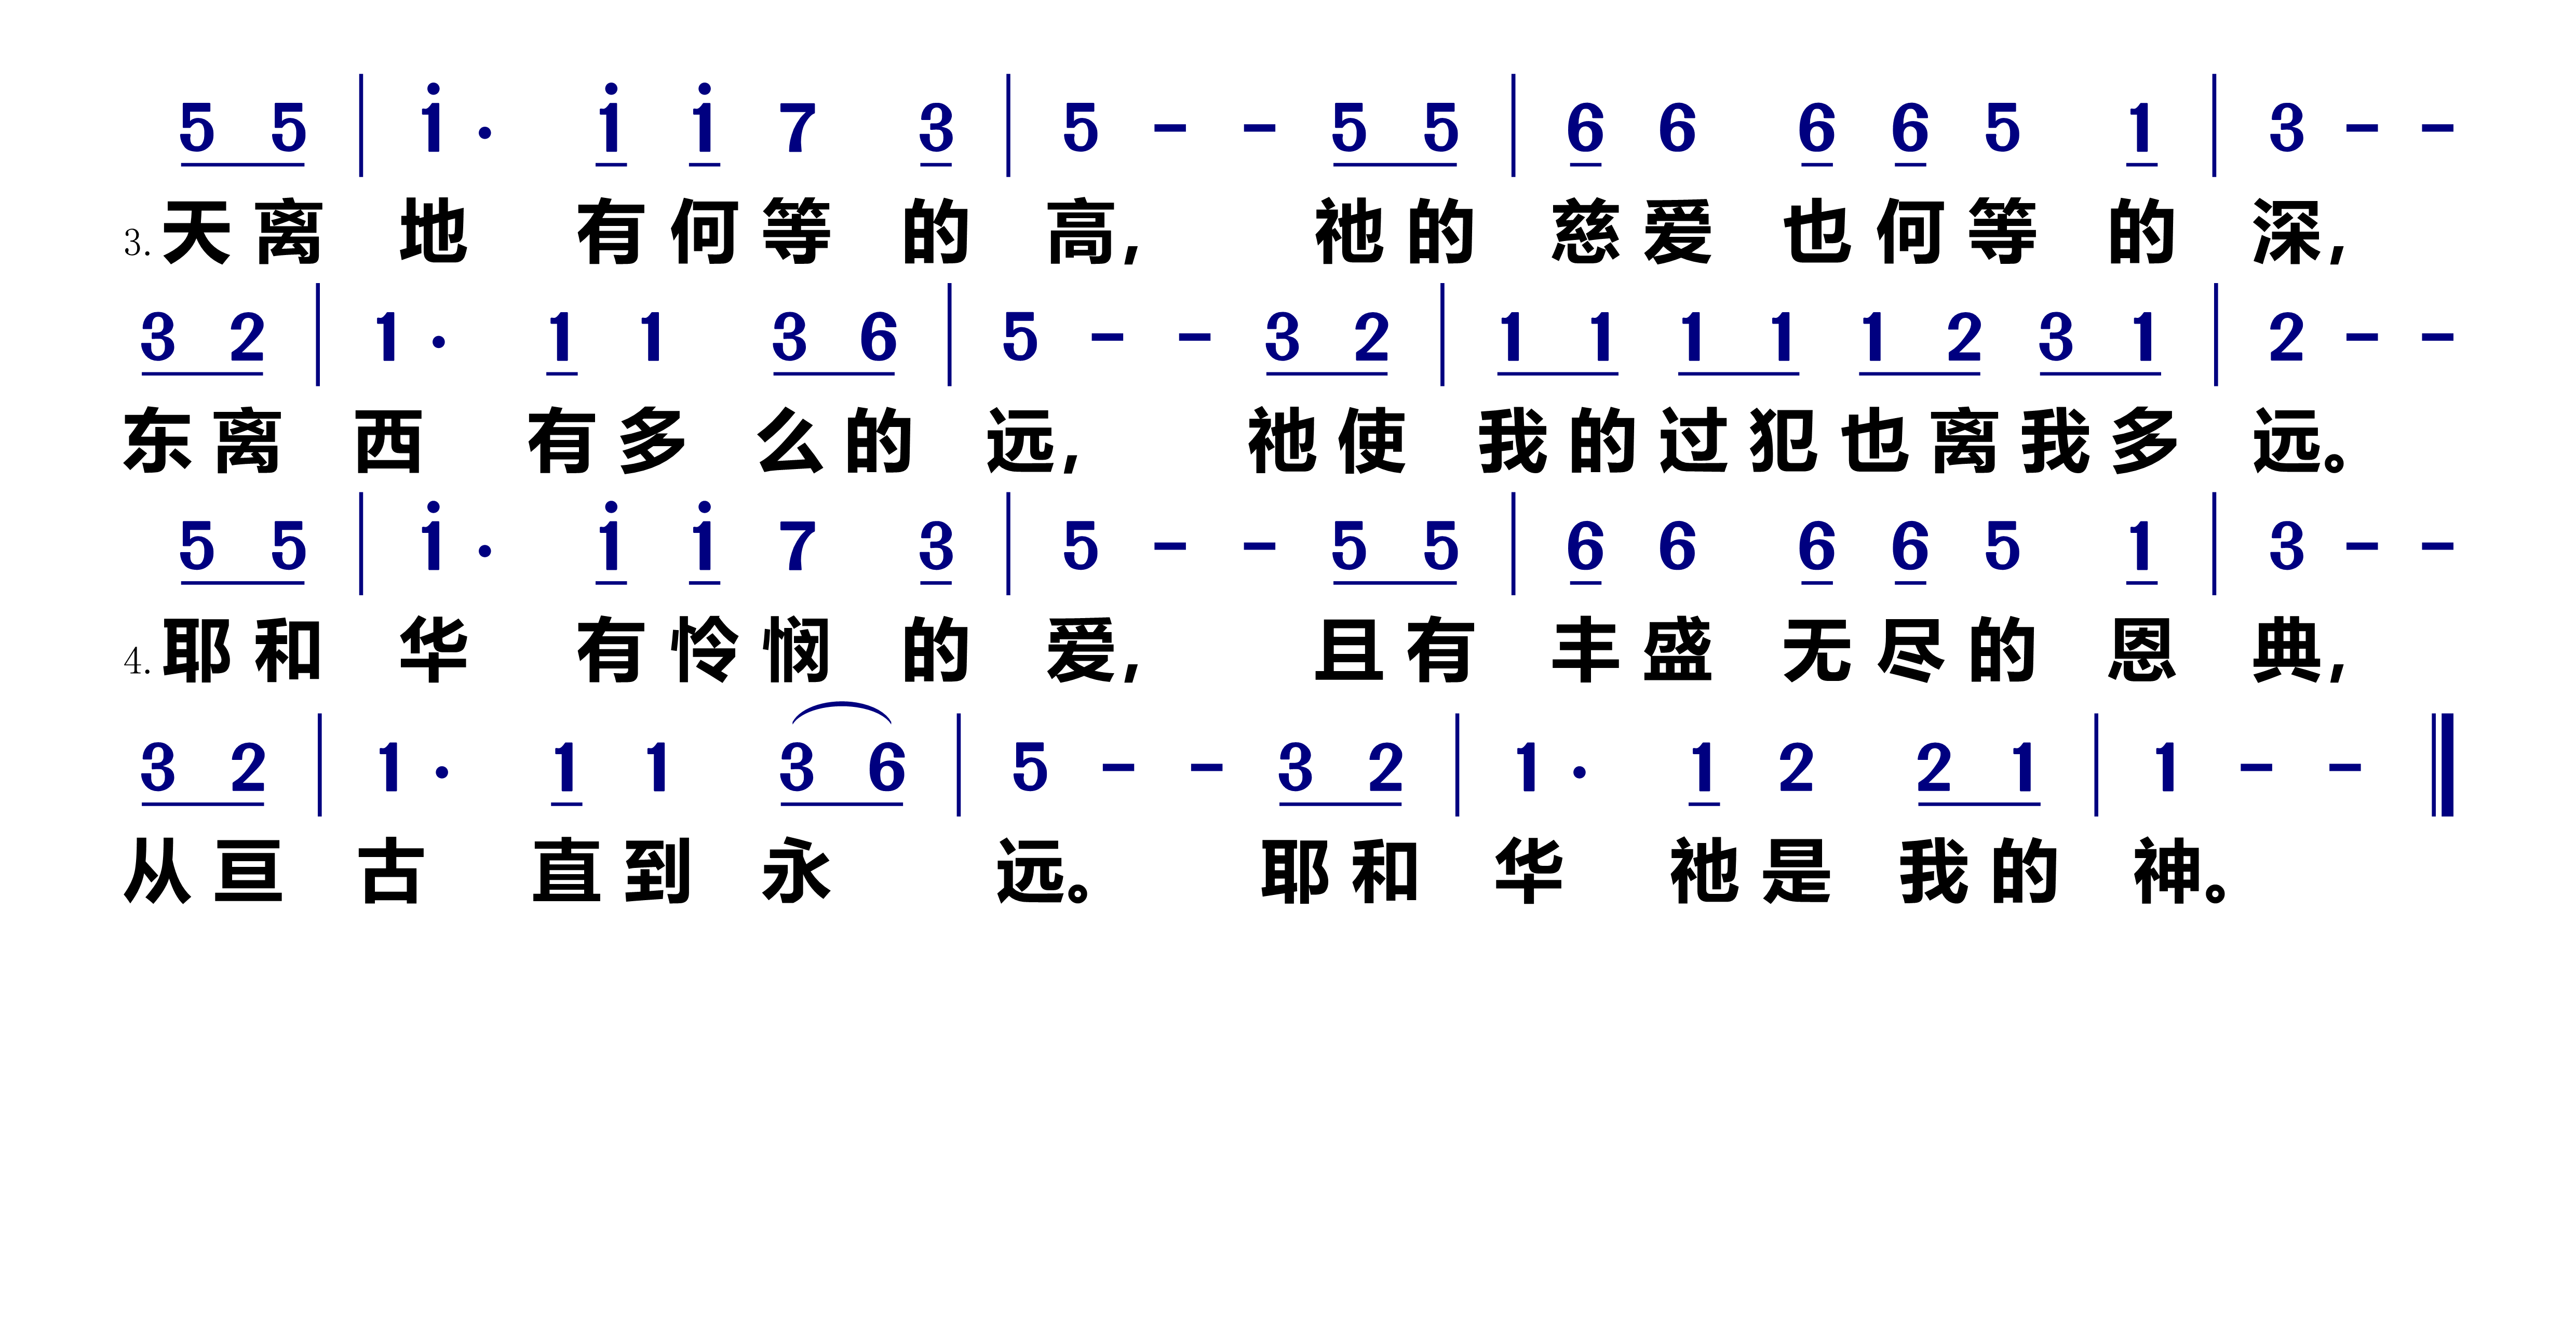 5 5 | i · i i 7 3 | 5 – – 5 5 | 6 6 6 6 5 1 | 3 – –
3. 天离 地 有何等 的 高, 祂的 慈爱 也何等 的 深,
3 2 | 1 · 1 1 3 6 | 5 – – 3 2 | 1 1 1 1 1 2 3 1 | 2 – –
东离 西 有多 么的 远, 祂使 我的过犯也离我多 远。
5 5 | i · i i 7 3 | 5 – – 5 5 | 6 6 6 6 5 1 | 3 – –
4. 耶和 华 有怜悯 的 爱, 且有 丰盛 无尽的 恩 典,
3 2 | 1 · 1 1 3 6 | 5 – – 3 2 | 1 · 1 2 2 1 | 1 – – ‖
从亘 古 直到 永 远。 耶和 华 祂是 我的 神。